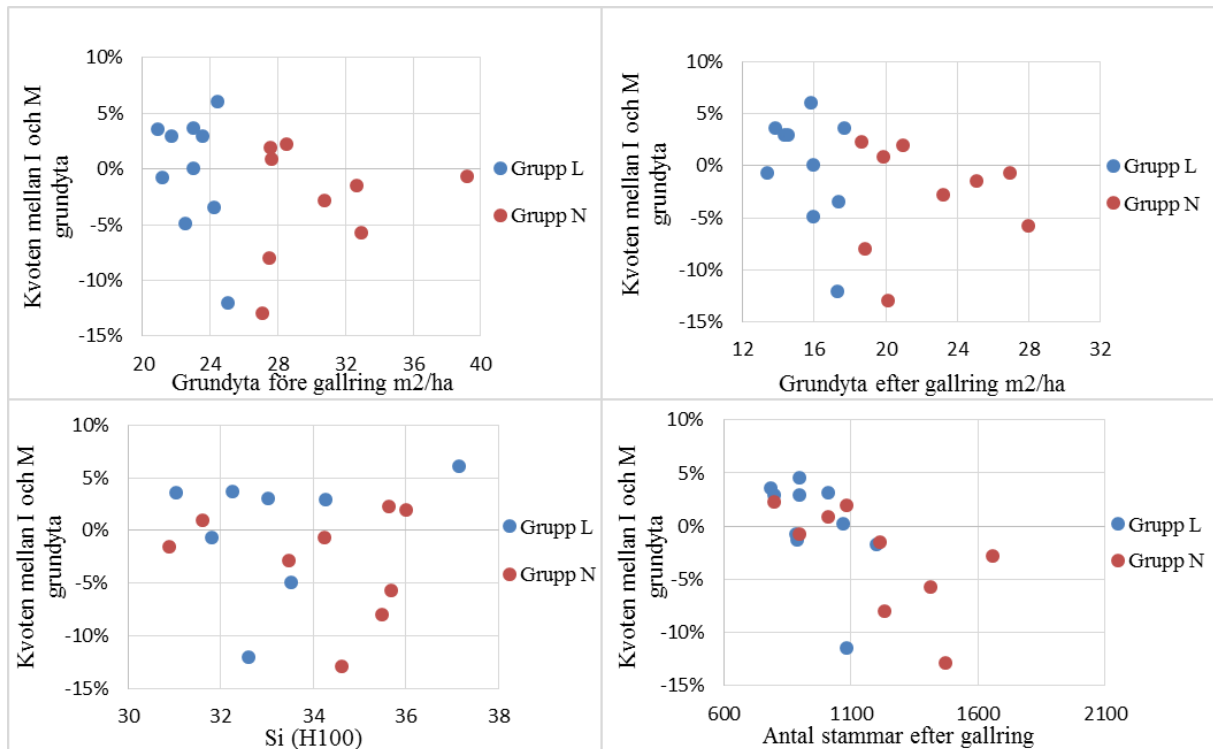 10%
5%
0%
-5%
-10%
-15%
Kvoten mellan I och M
grundyta
20 24 28 32 36 40
Grundyta före gallring m2/ha
Grupp L
Grupp N
10%
5%
0%
-5%
-10%
-15%
Kvoten mellan I och M
grundyta
12 16 20 24 28 32
Grundyta efter gallring m2/ha
Grupp L
Grupp N
10%
5%
0%
-5%
-10%
-15%
Kvoten mellan I och M
grundyta
30 32 34 36 38
Si (H100)
Grupp L
Grupp N
10%
5%
0%
-5%
-10%
-15%
Kvoten mellan I och M
grundyta
600 1100 1600 2100
Antal stammar efter gallring
Grupp L
Grupp N